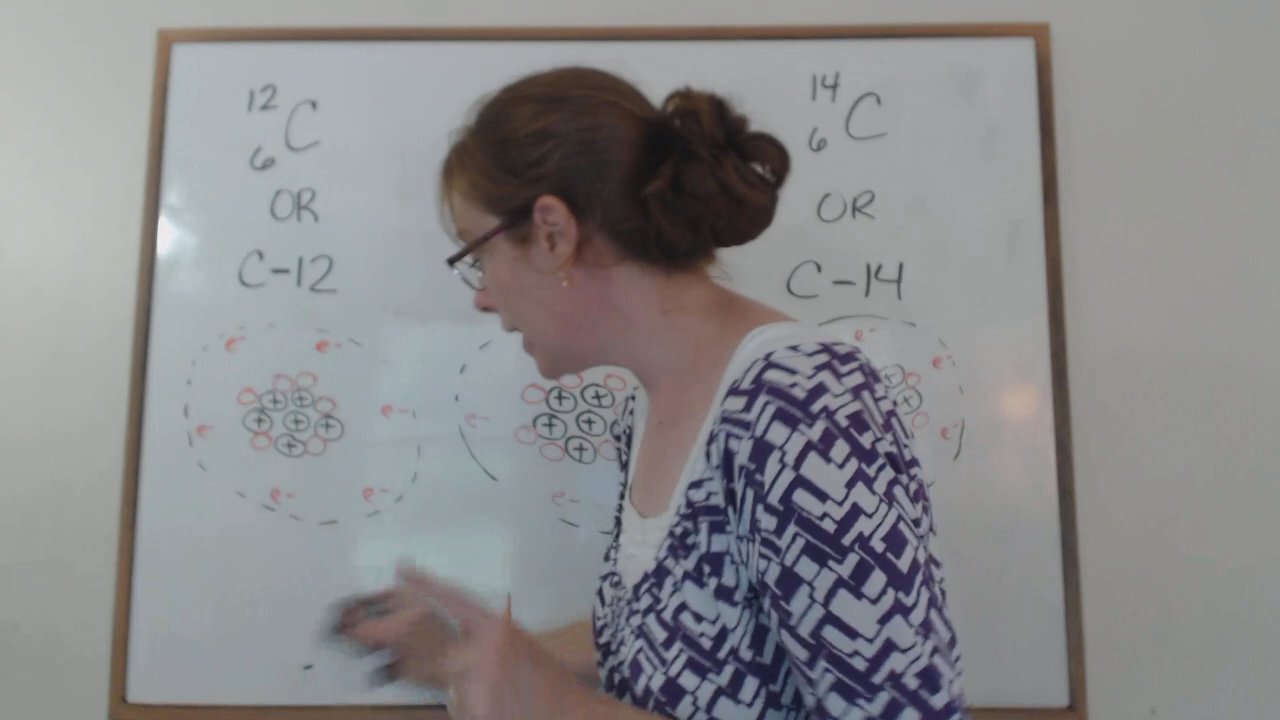 12
6 C
OR
C-12
e- e-
e-
e-
e- e-
+ +
+ + +
+
e-
e-
+ +
+ +
+
14
6 C
OR
C-14
e-
e-
e-
+
+